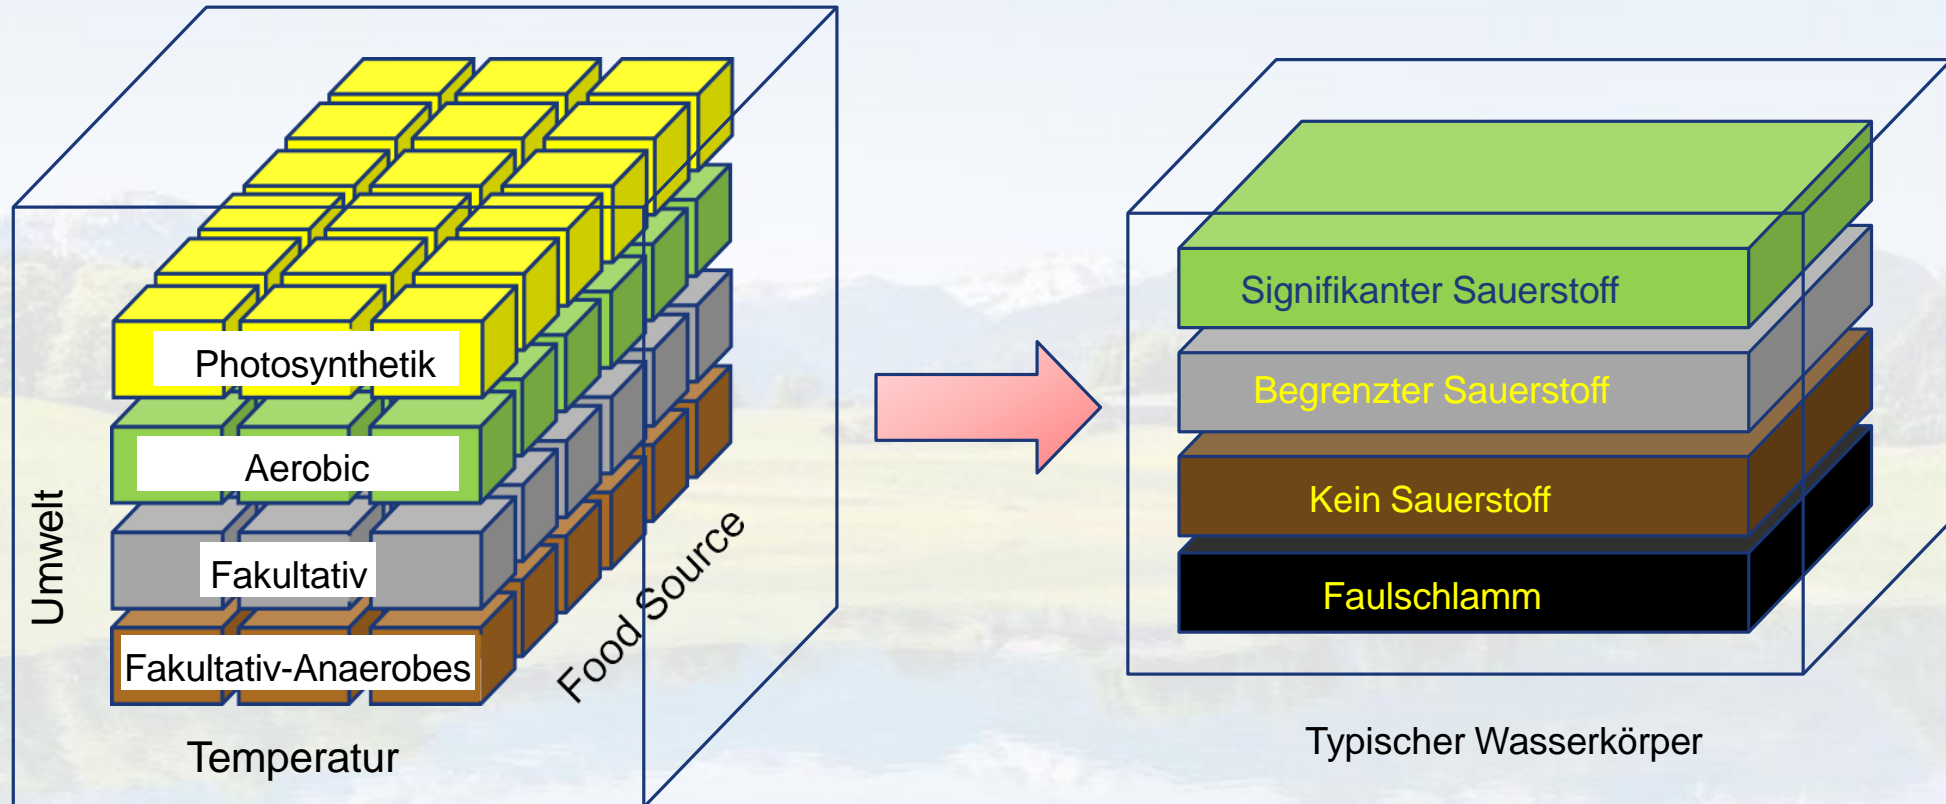 Umwelt
Photosynthetik
Aerobic
Fakultativ
Fakultativ-Anaerobes
Temperatur
Food Source
Signifikanter Sauerstoff
Begrenzter Sauerstoff
Kein Sauerstoff
Faulschlamm
Typischer Wasserkörper